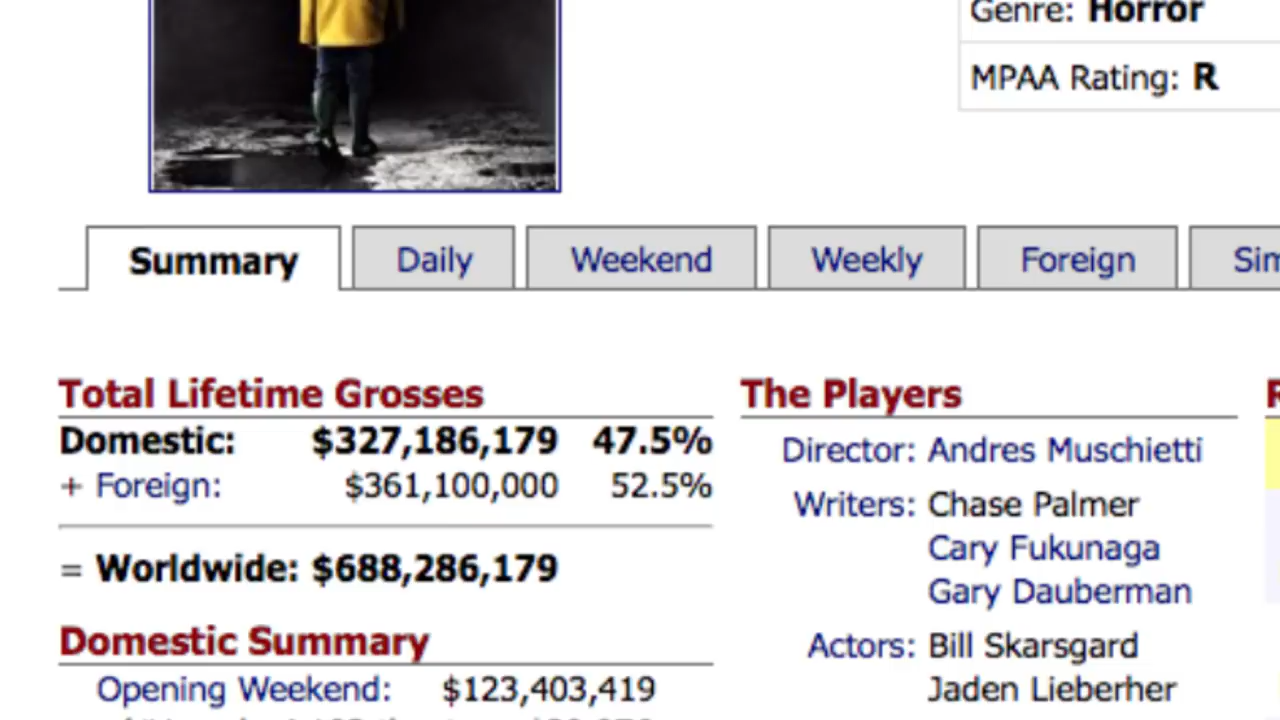 Genre: Horror
MPAA Rating: R
Summary
Daily
Weekend
Weekly
Foreign
Total Lifetime Grosses
Domestic: $327,186,179 47.5%
+ Foreign: $361,100,000 52.5%
= Worldwide: $688,286,179
Domestic Summary
Opening Weekend: $123,403,419
The Players
Director: Andres Muschietti
Writers: Chase Palmer
Cary Fukunaga
Gary Dauberman
Actors: Bill Skarsgard
Jaden Lieberher